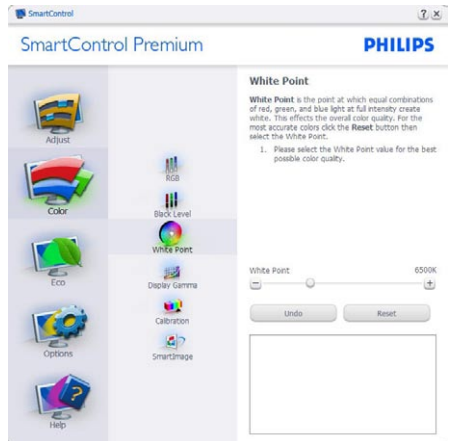 SmartControl
SmartControl Premium
PHILIPS
Adjust
Color
Eco
Options
Help
RGB
Black Level
White Point
Display Gamma
Calibration
SmartImage
White Point
White Point is the point at which equal combinations
of red, green, and blue light at full intensity create
white. This effects the overall color quality. For the
most accurate colors click the Reset button then
select the White Point.
1. Please select the White Point value for the best
possible color quality.
White Point 6500K
Undo Reset